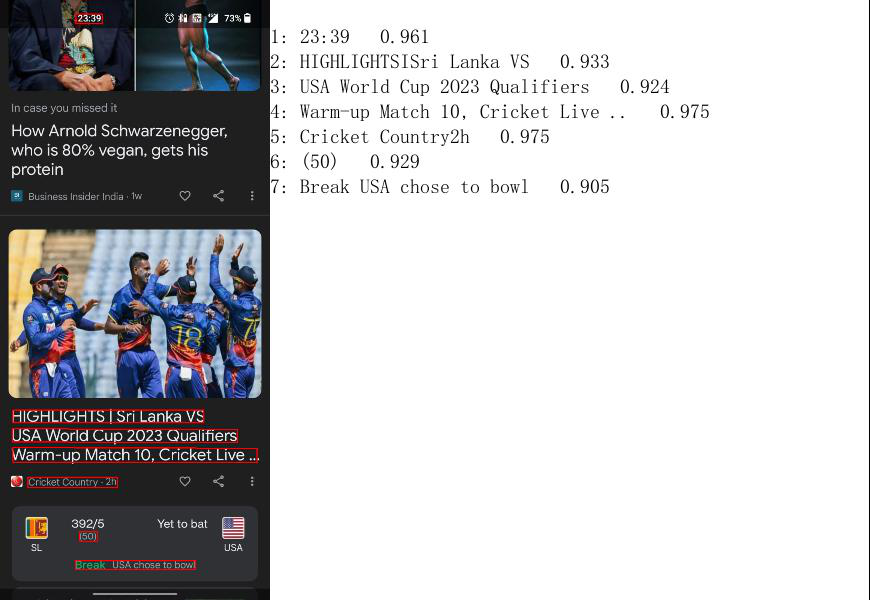 23:39 73%
In case you missed it
How Arnold Schwarzenegger,
who is 80% vegan, gets his
protein
Business Insider India · 1w
18
HIGHLIGHTS | Sri Lanka VS
USA World Cup 2023 Qualifiers
Warm-up Match 10, Cricket Live ...
Cricket Country · 2h
392/5 Yet to bat
(50)
SL USA
Break USA chose to bowl
1: 23:39 0.961
2: HIGHLIGHTSISri Lanka VS 0.933
3: USA World Cup 2023 Qualifiers 0.924
4: Warm-up Match 10, Cricket Live .. 0.975
5: Cricket Country2h 0.975
6: (50) 0.929
7: Break USA chose to bowl 0.905